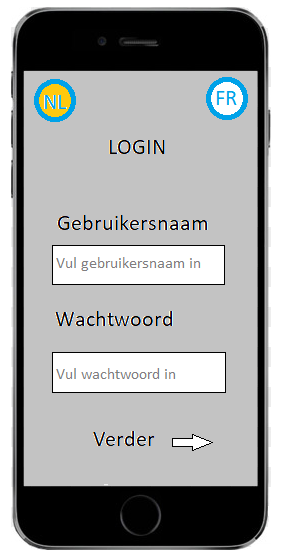 NL FR
LOGIN
Gebruikersnaam
Vul gebruikersnaam in
Wachtwoord
Vul wachtwoord in
Verder